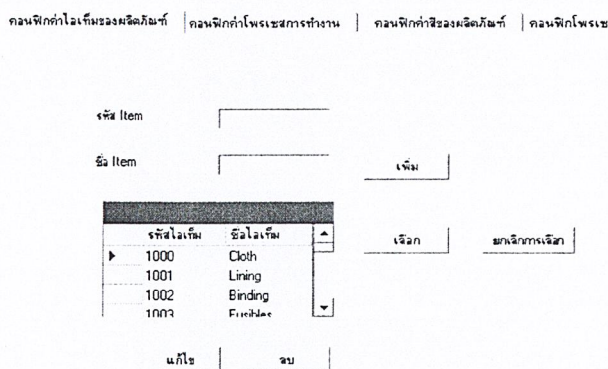 คอนฟิกค่าไอเท็มของผลิตภัณฑ์ คอนฟิกค่าโพรเซสการทำงาน คอนฟิกค่าสีของผลิตภัณฑ์ คอนฟิกโพรเซ
รหัส Item
ชื่อ Item
เพิ่ม
รหัสไอเท็ม ชื่อไอเท็ม
เลือก ยกเลิกการเลือก
1000 Cloth
1001 Lining
1002 Binding
1003 Fusibles
แก้ไข ลบ